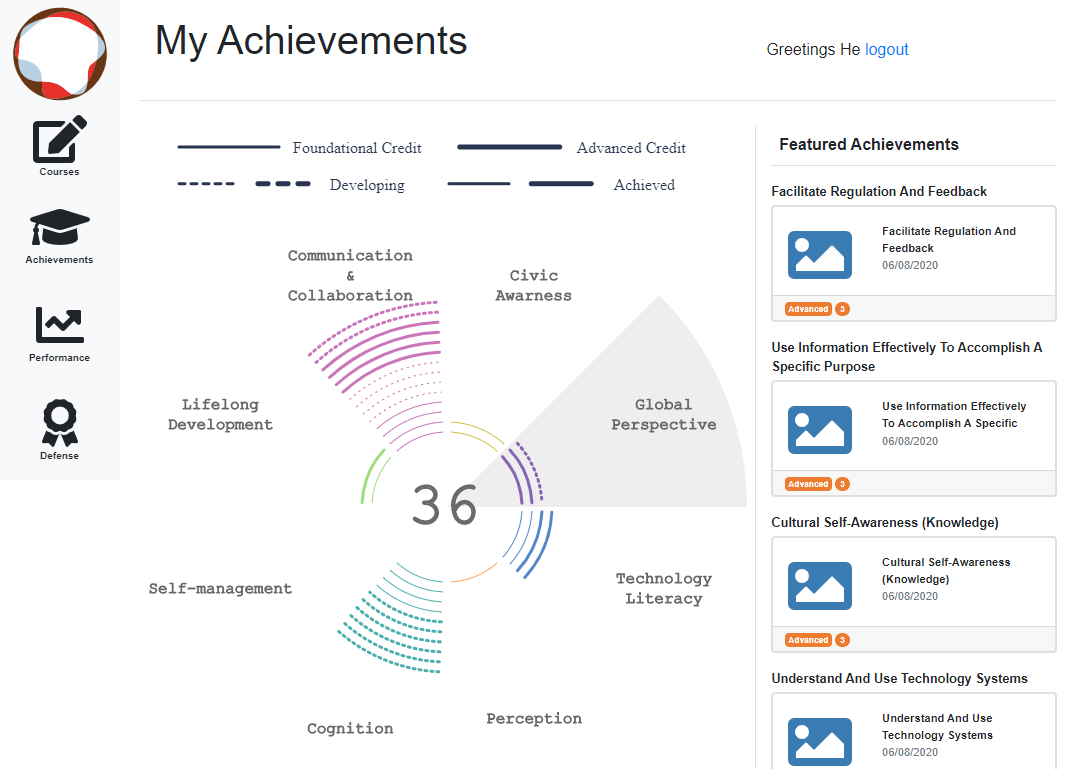 My Achievements
Greetings He logout
Courses
Achievements
Performance
Defense
Foundational Credit
Advanced Credit
Developing
Achieved
Communication
&
Collaboration
Civic
Awarness
Lifelong
Development
Global
Perspective
36
Self-management
Technology
Literacy
Cognition
Perception
Featured Achievements
Facilitate Regulation And Feedback
Facilitate Regulation And
Feedback
06/08/2020
Advanced 3
Use Information Effectively To Accomplish A
Specific Purpose
Use Information Effectively
To Accomplish A Specific
06/08/2020
Advanced 3
Cultural Self-Awareness (Knowledge)
Cultural Self-Awareness
(Knowledge)
06/08/2020
Advanced 3
Understand And Use Technology Systems
Understand And Use
Technology Systems
06/08/2020